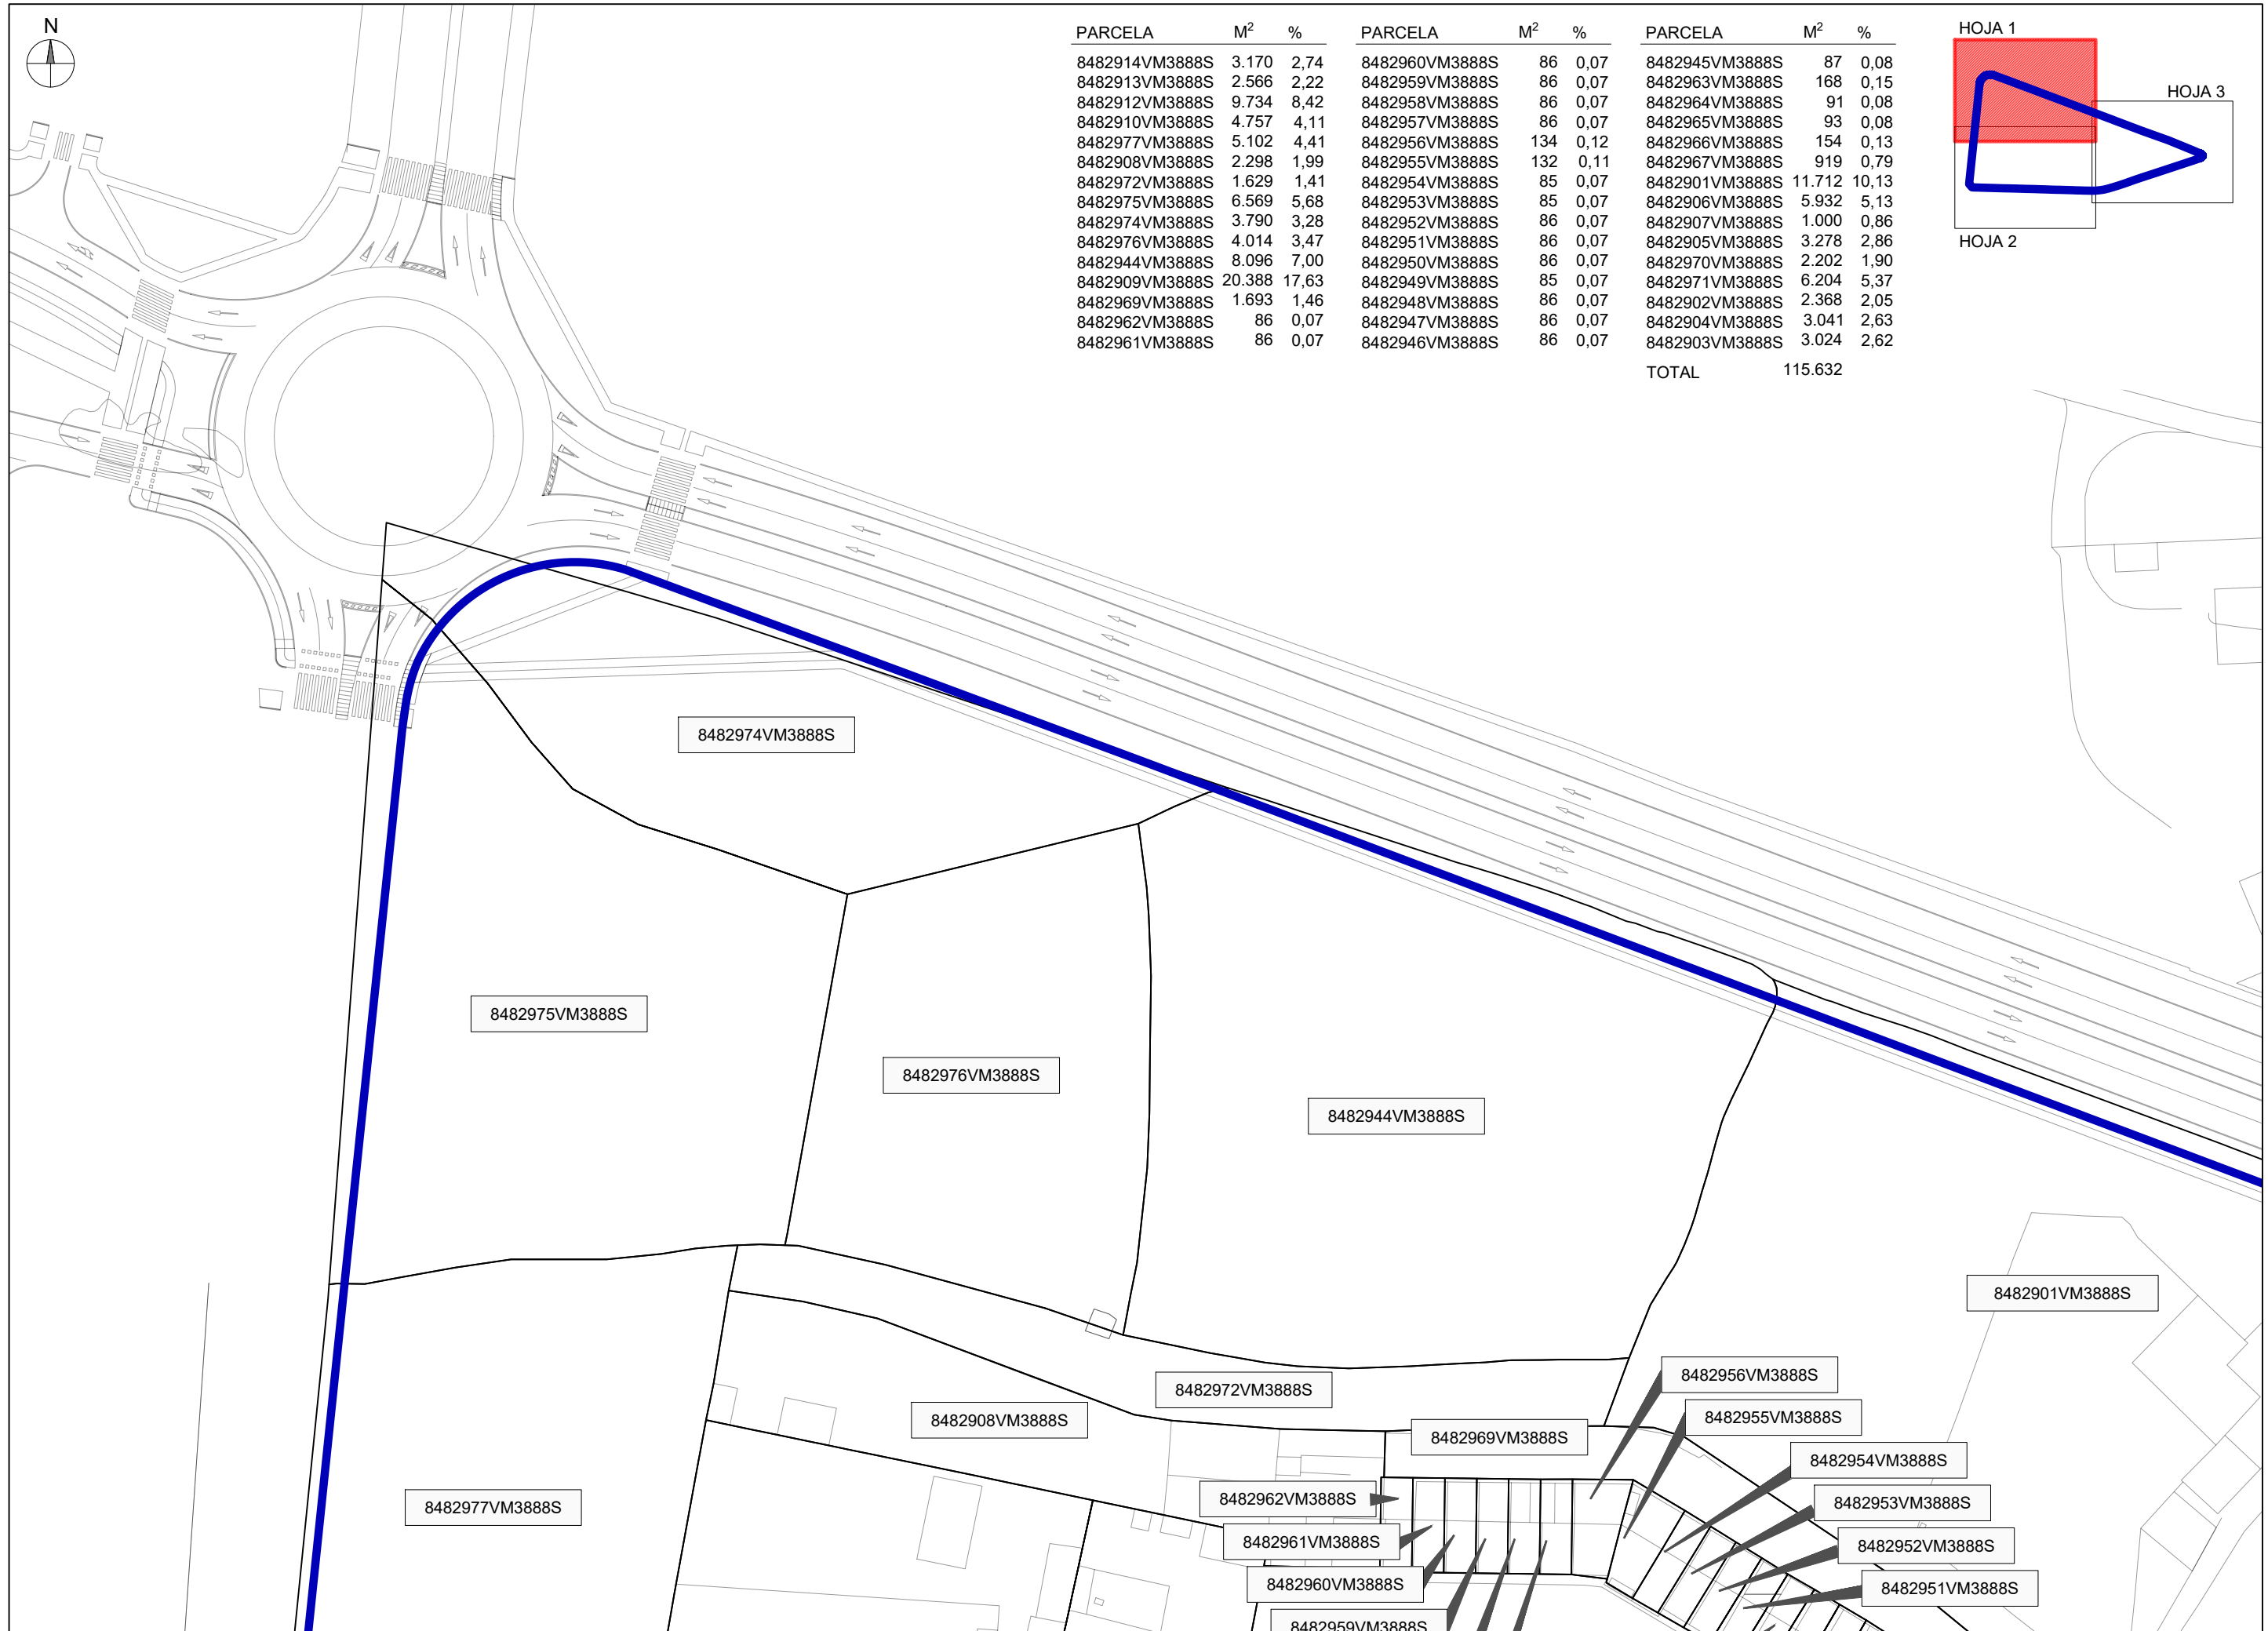 N
PARCELA M² % PARCELA M² % PARCELA M² %
8482914VM3888S 3.170 2,74 8482960VM3888S 86 0,07 8482945VM3888S 87 0,08
8482913VM3888S 2.566 2,22 8482959VM3888S 86 0,07 8482963VM3888S 168 0,15
8482912VM3888S 9.734 8,42 8482958VM3888S 86 0,07 8482964VM3888S 91 0,08
8482910VM3888S 4.757 4,11 8482957VM3888S 86 0,07 8482965VM3888S 93 0,08
8482977VM3888S 5.102 4,41 8482956VM3888S 134 0,12 8482966VM3888S 154 0,13
8482908VM3888S 2.298 1,99 8482955VM3888S 132 0,11 8482967VM3888S 919 0,79
8482972VM3888S 1.629 1,41 8482954VM3888S 85 0,07 8482901VM3888S 11.712 10,13
8482975VM3888S 6.569 5,68 8482953VM3888S 85 0,07 8482906VM3888S 5.932 5,13
8482974VM3888S 3.790 3,28 8482952VM3888S 86 0,07 8482907VM3888S 1.000 0,86
8482976VM3888S 4.014 3,47 8482951VM3888S 86 0,07 8482905VM3888S 3.278 2,86
8482944VM3888S 8.096 7,00 8482950VM3888S 86 0,07 8482970VM3888S 2.202 1,90
8482909VM3888S 20.388 17,63 8482949VM3888S 85 0,07 8482971VM3888S 6.204 5,37
8482969VM3888S 1.693 1,46 8482948VM3888S 86 0,07 8482902VM3888S 2.368 2,05
8482962VM3888S 86 0,07 8482947VM3888S 86 0,07 8482904VM3888S 3.041 2,63
8482961VM3888S 86 0,07 8482946VM3888S 86 0,07 8482903VM3888S 3.024 2,62
TOTAL 115.632
HOJA 1
HOJA 3
HOJA 2
8482974VM3888S
8482975VM3888S
8482976VM3888S
8482944VM3888S
8482901VM3888S
8482956VM3888S
8482972VM3888S
8482955VM3888S
8482908VM3888S
8482969VM3888S
8482954VM3888S
8482962VM3888S
8482953VM3888S
8482977VM3888S
8482961VM3888S
8482952VM3888S
8482960VM3888S
8482951VM3888S
8482959VM3888S